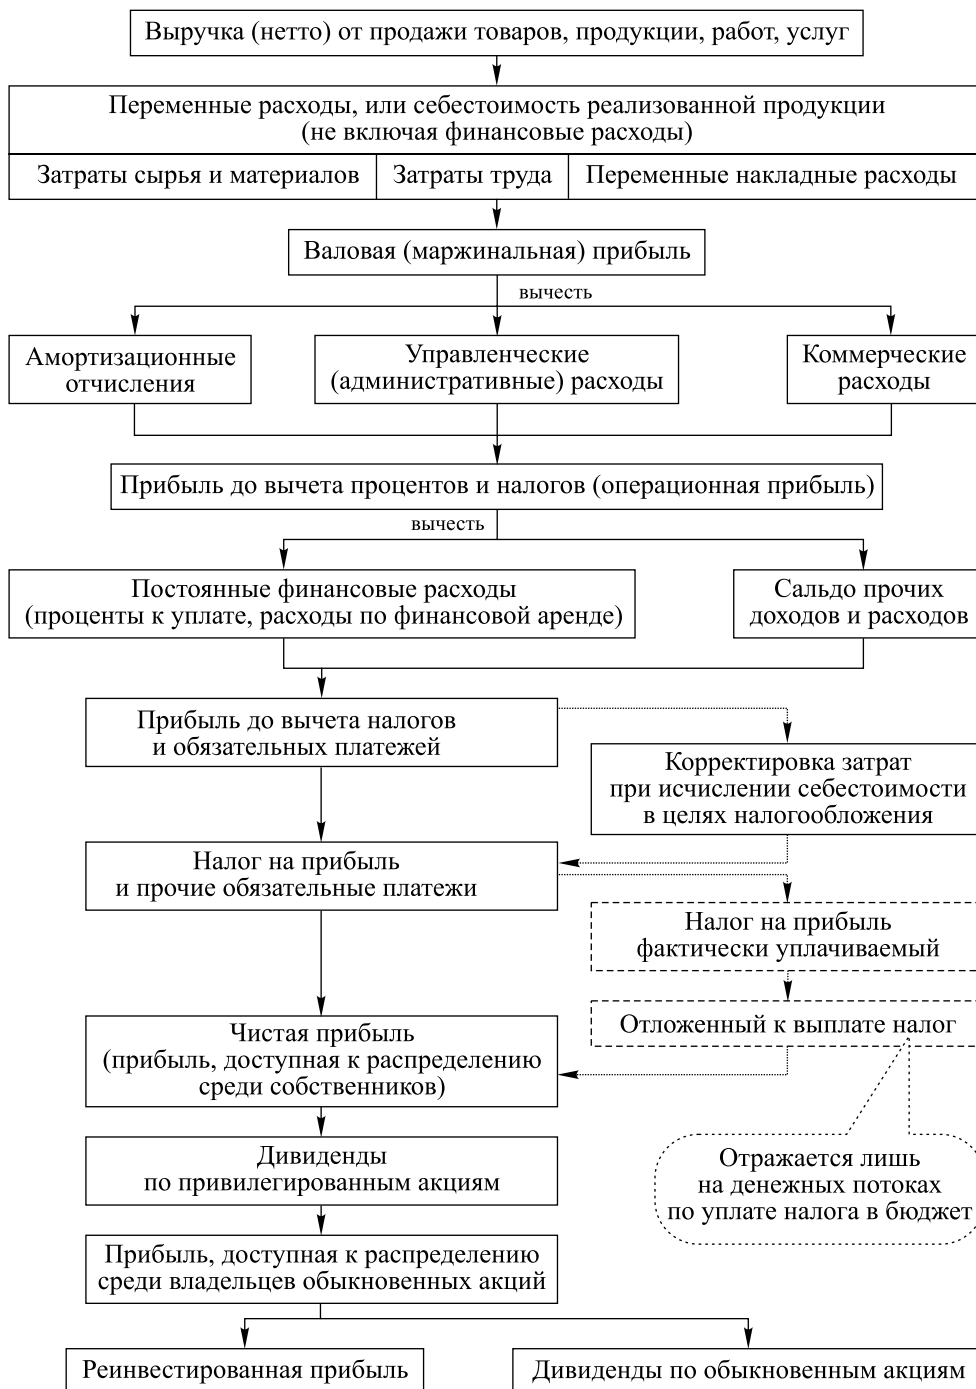 Выручка (нетто) от продажи товаров, продукции, работ, услуг
Переменные расходы, или себестоимость реализованной продукции
(не включая финансовые расходы)
Затраты сырья и материалов
Затраты труда
Переменные накладные расходы
Валовая (маржинальная) прибыль
вычесть
Амортизационные
отчисления
Управленческие
(административные) расходы
Коммерческие
расходы
Прибыль до вычета процентов и налогов (операционная прибыль)
вычесть
Постоянные финансовые расходы
(проценты к уплате, расходы по финансовой аренде)
Сальдо прочих
доходов и расходов
Прибыль до вычета налогов
и обязательных платежей
Корректировка затрат
при исчислении себестоимости
в целях налогообложения
Налог на прибыль
и прочие обязательные платежи
Налог на прибыль
фактически уплачиваемый
Отложенный к выплате налог
Чистая прибыль
(прибыль, доступная к распределению
среди собственников)
Дивиденды
по привилегированным акциям
Отражается лишь
на денежных потоках
по уплате налога в бюджет
Прибыль, доступная к распределению
среди владельцев обыкновенных акций
Реинвестированная прибыль
Дивиденды по обыкновенным акциям